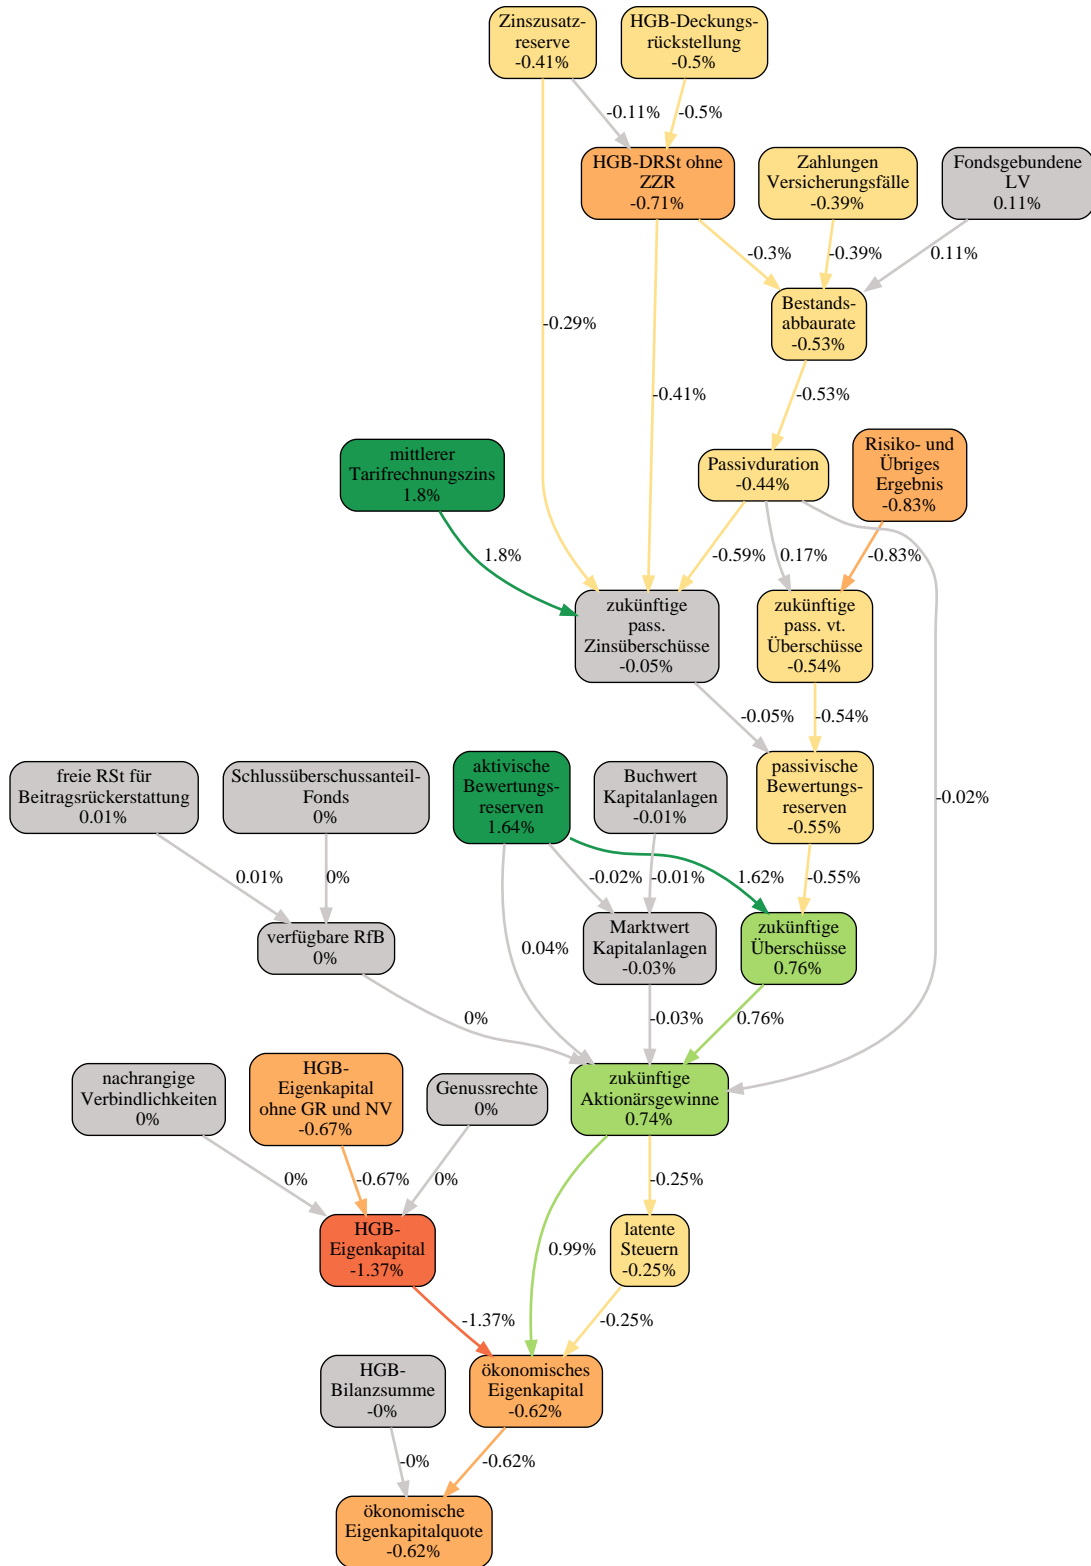 Zinszusatz-
reserve
-0.41%
HGB-Deckungs-
rückstellung
-0.5%
-0.11%
-0.5%
HGB-DRSt ohne
ZZR
-0.71%
Zahlungen
Versicherungsfälle
-0.39%
Fondsgebundene
LV
0.11%
-0.3%
-0.39%
0.11%
Bestands-
abbaurate
-0.53%
-0.29%
-0.41%
-0.53%
mittlerer
Tarifrechnungszins
1.8%
Passivduration
-0.44%
Risiko- und
Übriges
Ergebnis
-0.83%
1.8%
-0.59%
0.17%
-0.83%
zukünftige
pass.
Zinsüberschüsse
-0.05%
zukünftige
pass. vt.
Überschüsse
-0.54%
-0.05%
-0.54%
-0.02%
freie RSt für
Beitragsrückerstattung
0.01%
Schlussüberschussanteil-
Fonds
0%
aktivische
Bewertungs-
reserven
1.64%
Buchwert
Kapitalanlagen
-0.01%
passivische
Bewertungs-
reserven
-0.55%
0.01%
0%
-0.02%
-0.01%
1.62%
-0.55%
verfügbare RfB
0%
0.04%
Marktwert
Kapitalanlagen
-0.03%
zukünftige
Überschüsse
0.76%
0%
-0.03%
0.76%
nachrangige
Verbindlichkeiten
0%
HGB-
Eigenkapital
ohne GR und NV
-0.67%
Genussrechte
0%
zukünftige
Aktionärsgewinne
0.74%
0%
-0.67%
0%
-0.25%
HGB-
Eigenkapital
-1.37%
0.99%
latente
Steuern
-0.25%
-1.37%
-0.25%
HGB-
Bilanzsumme
-0%
ökonomisches
Eigenkapital
-0.62%
-0%
-0.62%
ökonomische
Eigenkapitalquote
-0.62%